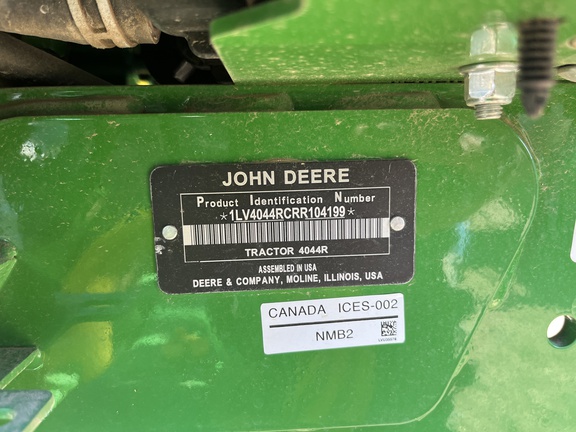 JOHN DEERE
Product Identification Number
*1LV4044RCRR104199*
TRACTOR 4044R
ASSEMBLED IN USA
DEERE & COMPANY, MOLINE, ILLINOIS, USA
CANADA ICES-002
NMB2